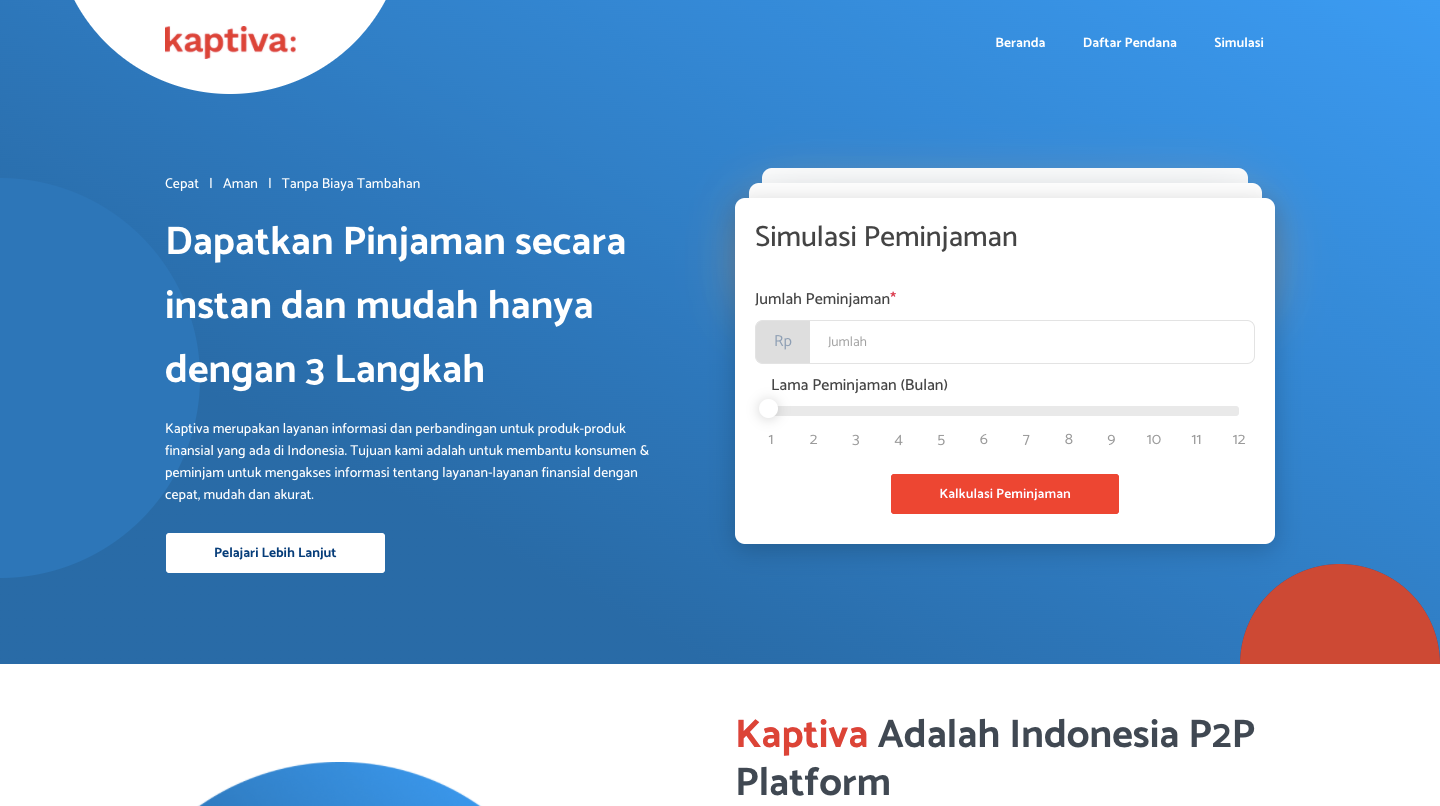 kaptiva:
Beranda
Daftar Pendana
Simulasi
Cepat | Aman | Tanpa Biaya Tambahan
Dapatkan Pinjaman secara
instan dan mudah hanya
dengan 3 Langkah
Kaptiva merupakan layanan informasi dan perbandingan untuk produk-produk
finansial yang ada di Indonesia. Tujuan kami adalah untuk membantu konsumen &
peminjam untuk mengakses informasi tentang layanan-layanan finansial dengan
cepat, mudah dan akurat.
Pelajari Lebih Lanjut
Simulasi Peminjaman
Jumlah Peminjaman*
Rp Jumlah
Lama Peminjaman (Bulan)
1 2 3 4 5 6 7 8 9 10 11 12
Kalkulasi Peminjaman
Kaptiva Adalah Indonesia P2P
Platform